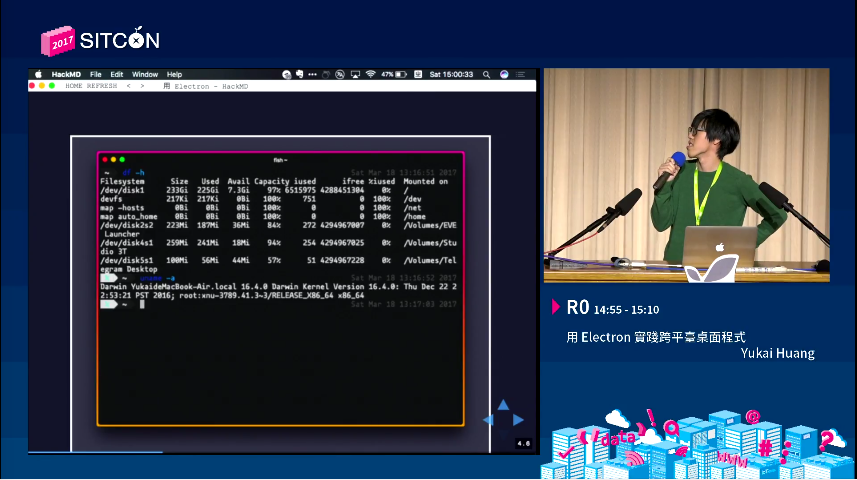 2017 SITCON
HackMD File Edit Window Help 47% Sat 15:00:33
HOME REFRESH < > 用 Electron - HackMD
fish ~
~ df -h Sat Mar 18 13:16:51 2017
Filesystem Size Used Avail Capacity iused ifree %iused Mounted on
/dev/disk1 233Gi 225Gi 7.3Gi 97% 6515975 4288451304 0% /
devfs 217Ki 217Ki 0Bi 100% 751 0 100% /dev
map -hosts 0Bi 0Bi 0Bi 100% 0 0 100% /net
map auto_home 0Bi 0Bi 0Bi 100% 0 0 100% /home
/dev/disk2s2 223Mi 187Mi 36Mi 84% 272 4294967007 0% /Volumes/EVE
Launcher
/dev/disk4s1 259Mi 241Mi 18Mi 94% 254 4294967025 0% /Volumes/Stu
dio 3T
/dev/disk5s1 100Mi 56Mi 44Mi 57% 51 4294967228 0% /Volumes/Tel
egram Desktop
~ uname -a Sat Mar 18 13:16:52 2017
Darwin YukaideMacBook-Air.local 16.4.0 Darwin Kernel Version 16.4.0: Thu Dec 22 2
2:53:21 PST 2016; root:xnu-3789.41.3~3/RELEASE_X86_64 x86_64
~ Sat Mar 18 13:17:03 2017
4.6
R0 14:55 - 15:10
用 Electron 實踐跨平臺桌面程式
Yukai Huang
(/data)
!
@
www
#
?